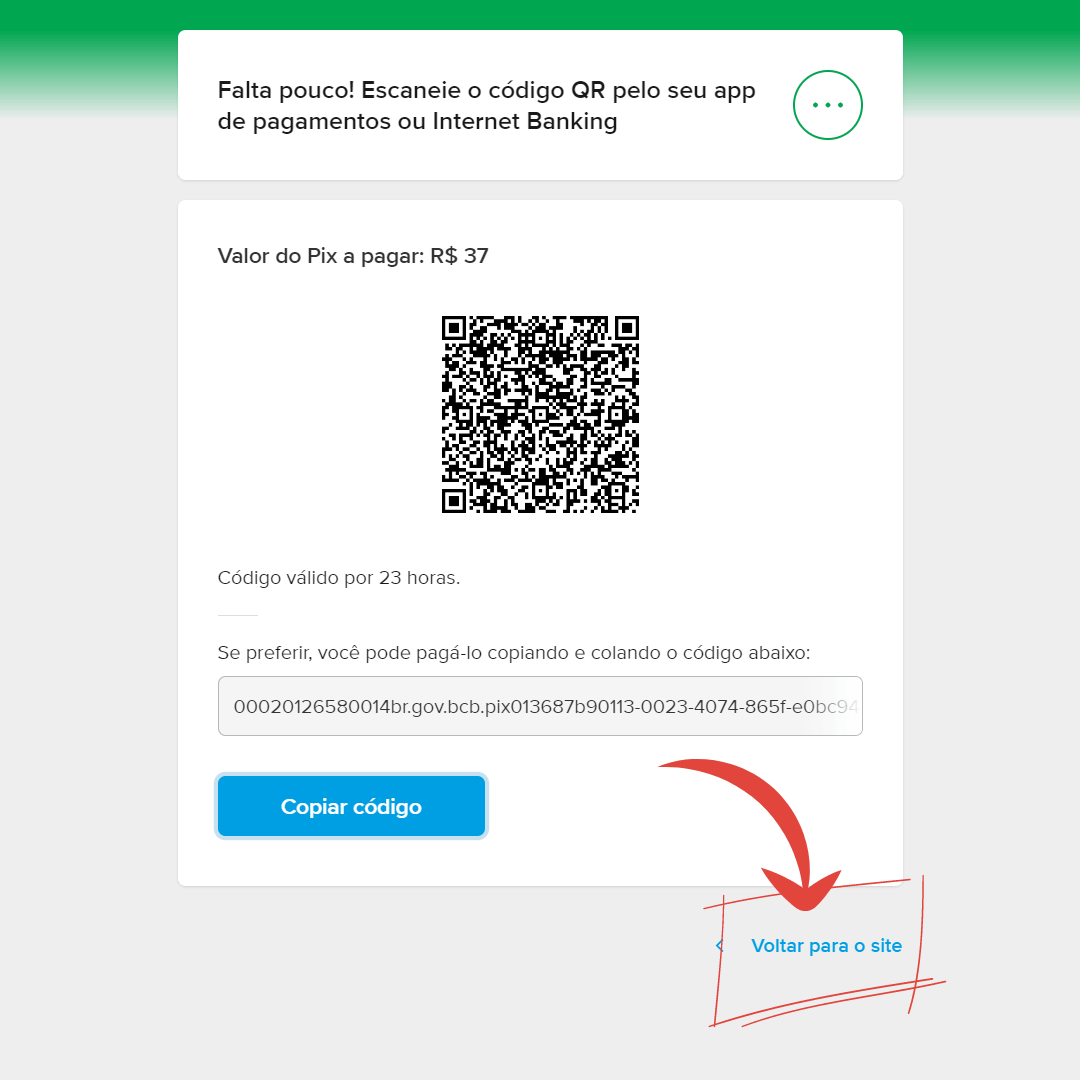 Falta pouco! Escaneie o código QR pelo seu app
de pagamentos ou Internet Banking
Valor do Pix a pagar: R$ 37
Código válido por 23 horas.
Se preferir, você pode pagá-lo copiando e colando o código abaixo:
00020126580014br.gov.bcb.pix013687b90113-0023-4074-865f-e0bc94
Copiar código
Voltar para o site